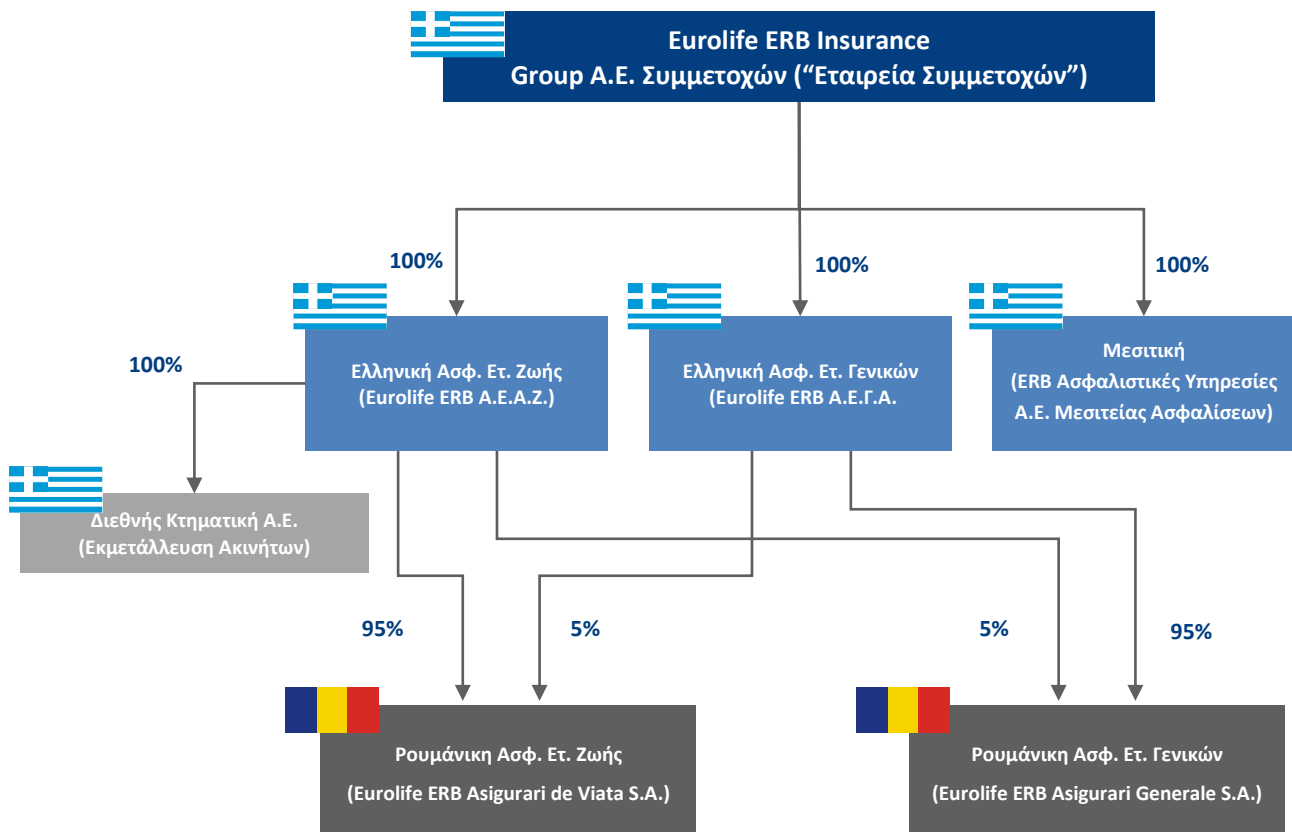 Eurolife ERB Insurance
Group Α.Ε. Συμμετοχών (“Εταιρεία Συμμετοχών”)
100%
100%
100%
100%
Ελληνική Ασφ. Ετ. Ζωής
(Eurolife ERB Α.Ε.Α.Ζ.)
Ελληνική Ασφ. Ετ. Γενικών
(Eurolife ERB Α.Ε.Γ.Α.
Μεσιτική
(ERB Ασφαλιστικές Υπηρεσίες
Α.Ε. Μεσιτείας Ασφαλίσεων)
Διεθνής Κτηματική Α.Ε.
(Εκμετάλλευση Ακινήτων)
95%
5%
5%
95%
Ρουμάνικη Ασφ. Ετ. Ζωής
(Eurolife ERB Asigurari de Viata S.A.)
Ρουμάνικη Ασφ. Ετ. Γενικών
(Eurolife ERB Asigurari Generale S.A.)